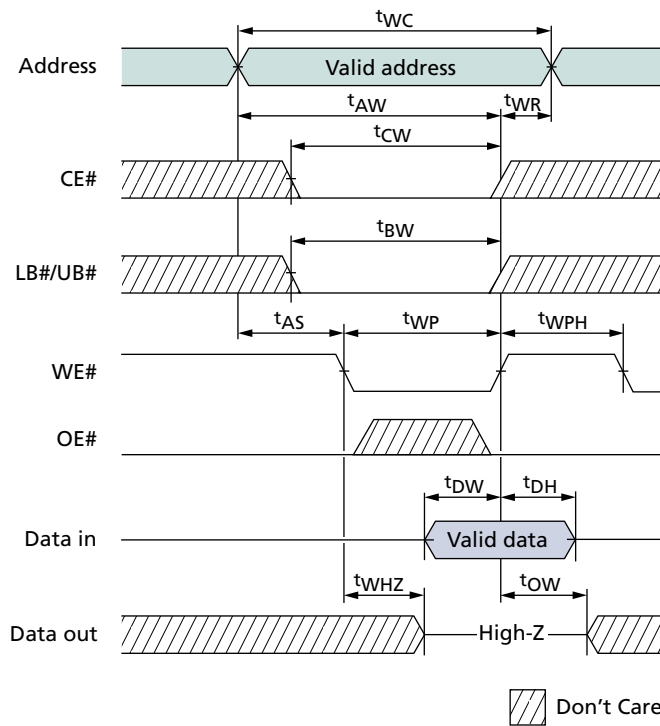 tWC
Address
Valid address
tAW
tWR
tCW
CE#
tBW
LB#/UB#
tAS
tWP
tWPH
WE#
OE#
tDW
tDH
Data in
Valid data
tWHZ
tOW
Data out
High-Z
Don't Care